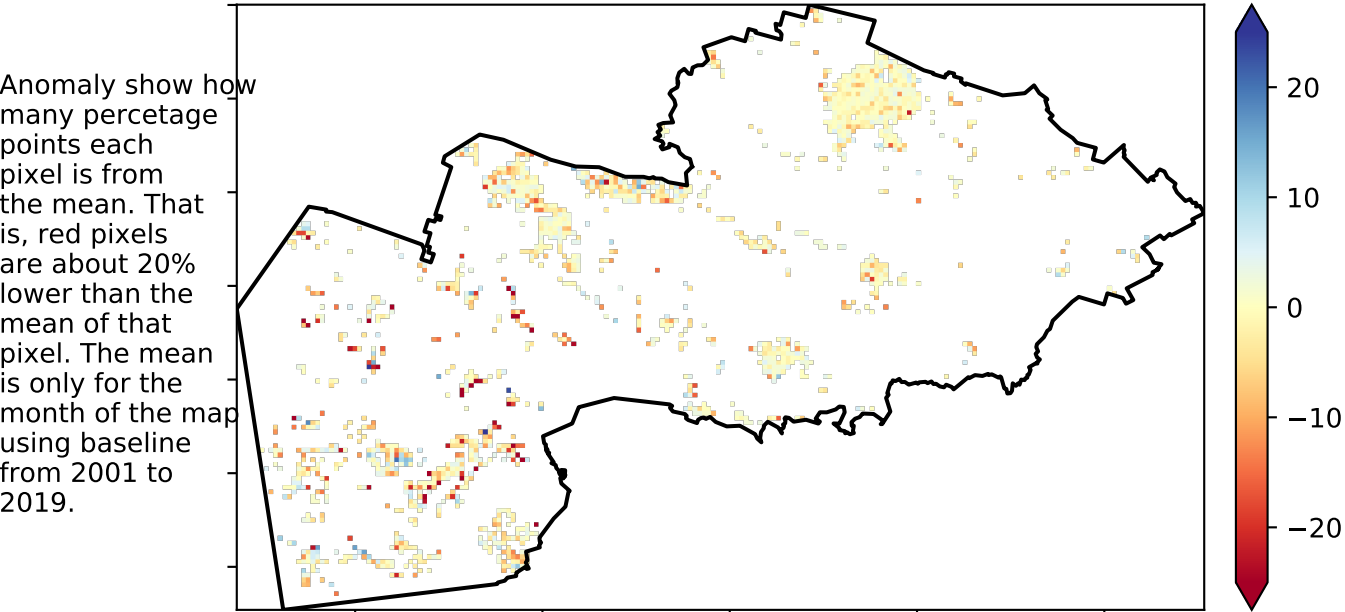 Anomaly show how
many percetage
points each
pixel is from
the mean. That
is, red pixels
are about 20%
lower than the
mean of that
pixel. The mean
is only for the
month of the map
using baseline
from 2001 to
2019.
20
10
0
−10
−20